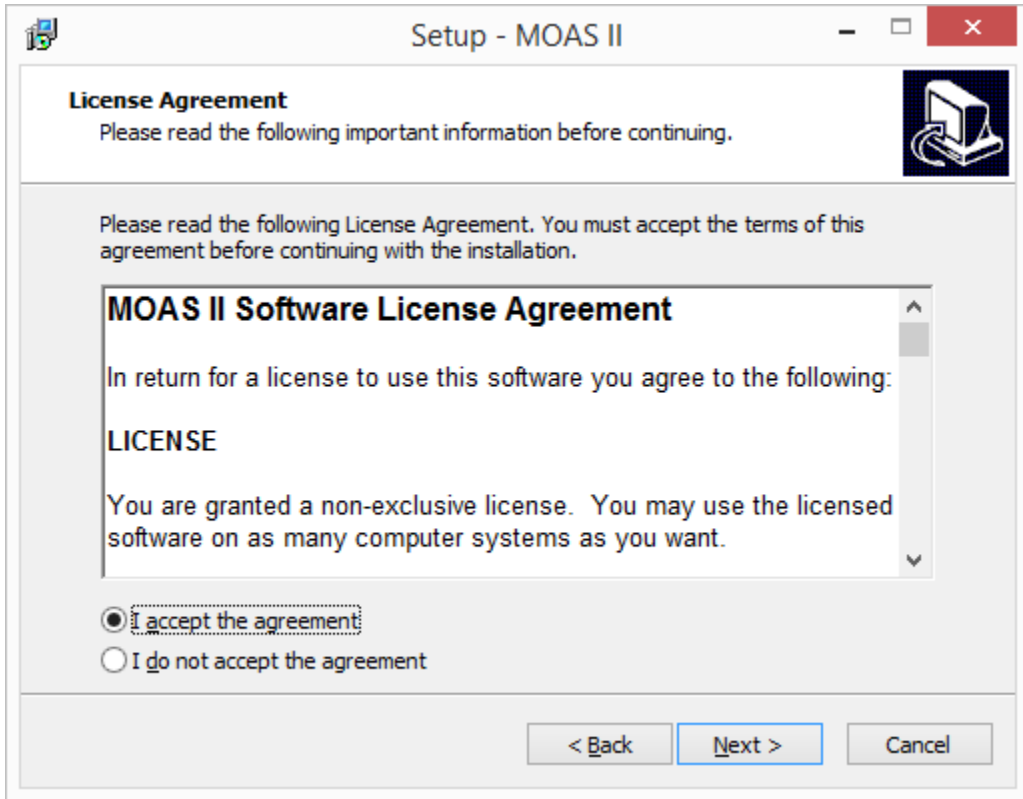 Setup - MOAS II
License Agreement
Please read the following important information before continuing.
Please read the following License Agreement. You must accept the terms of this
agreement before continuing with the installation.
MOAS II Software License Agreement
In return for a license to use this software you agree to the following:
LICENSE
You are granted a non-exclusive license.  You may use the licensed
software on as many computer systems as you want.
I accept the agreement
I do not accept the agreement
< Back
Next >
Cancel